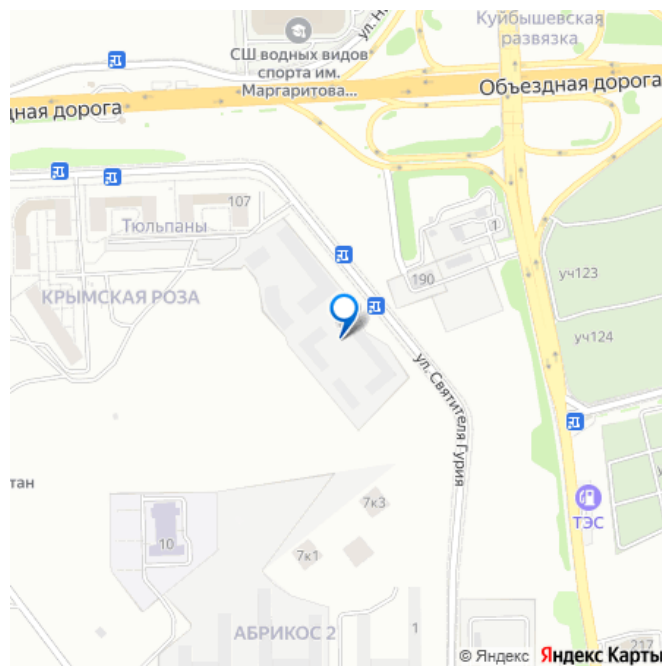 Куйбышевская
развязка
ул. Н
СШ водных видов
спорта им.
Маргаритова...
Объездная дорога
дная дорога
107
Тюльпаны
1
190
уч123
КРЫМСКАЯ РОЗА
уч124
ул. Святителя Гурия
тан
7к3
ТЭС
10
7к1
АБРИКОС 2
1
217
© Яндекс Яндекс Карты